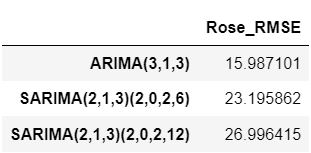 Rose_RMSE
ARIMA(3,1,3) 15.987101
SARIMA(2,1,3)(2,0,2,6) 23.195862
SARIMA(2,1,3)(2,0,2,12) 26.996415